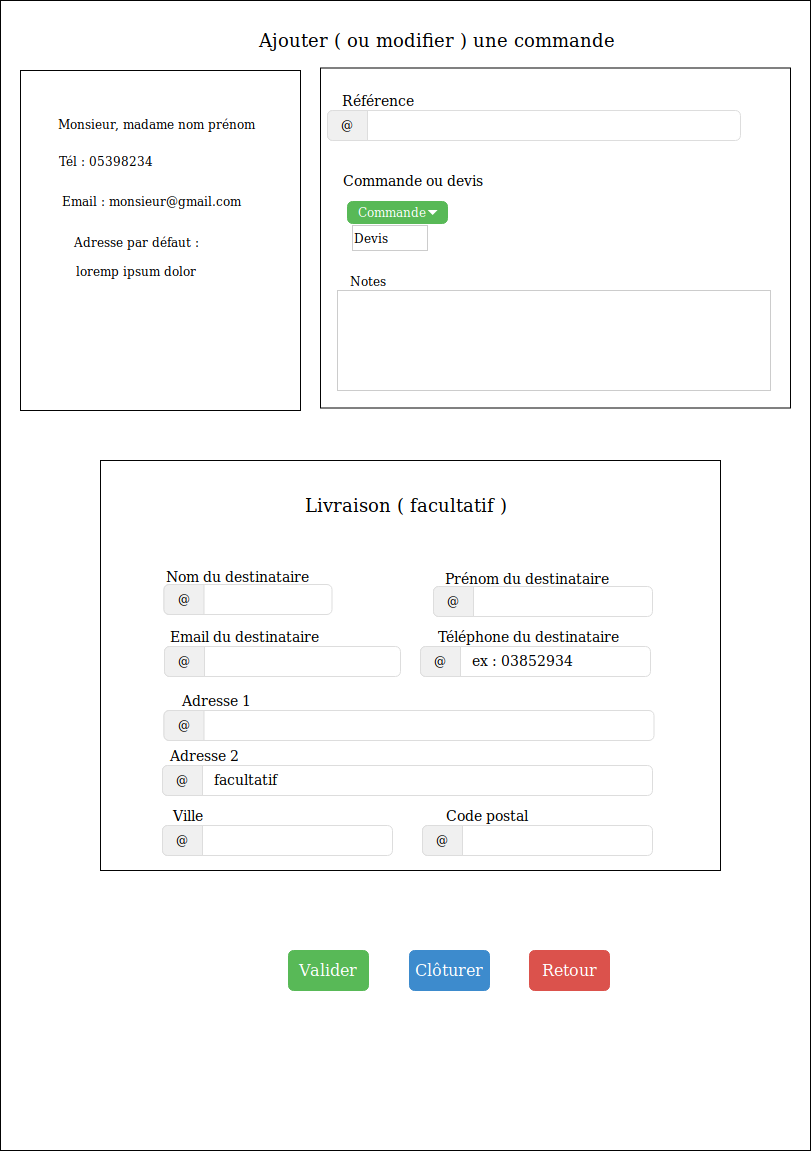 Ajouter ( ou modifier ) une commande
Monsieur, madame nom prénom
Tél : 05398234
Email : monsieur@gmail.com
Adresse par défaut :
loremp ipsum dolor
Référence
@
Commande ou devis
Commande
Devis
Notes
Livraison ( facultatif )
Nom du destinataire
@
Prénom du destinataire
@
Email du destinataire
@
Téléphone du destinataire
@ ex : 03852934
Adresse 1
@
Adresse 2
@ facultatif
Ville
@
Code postal
@
Valider
Clôturer
Retour